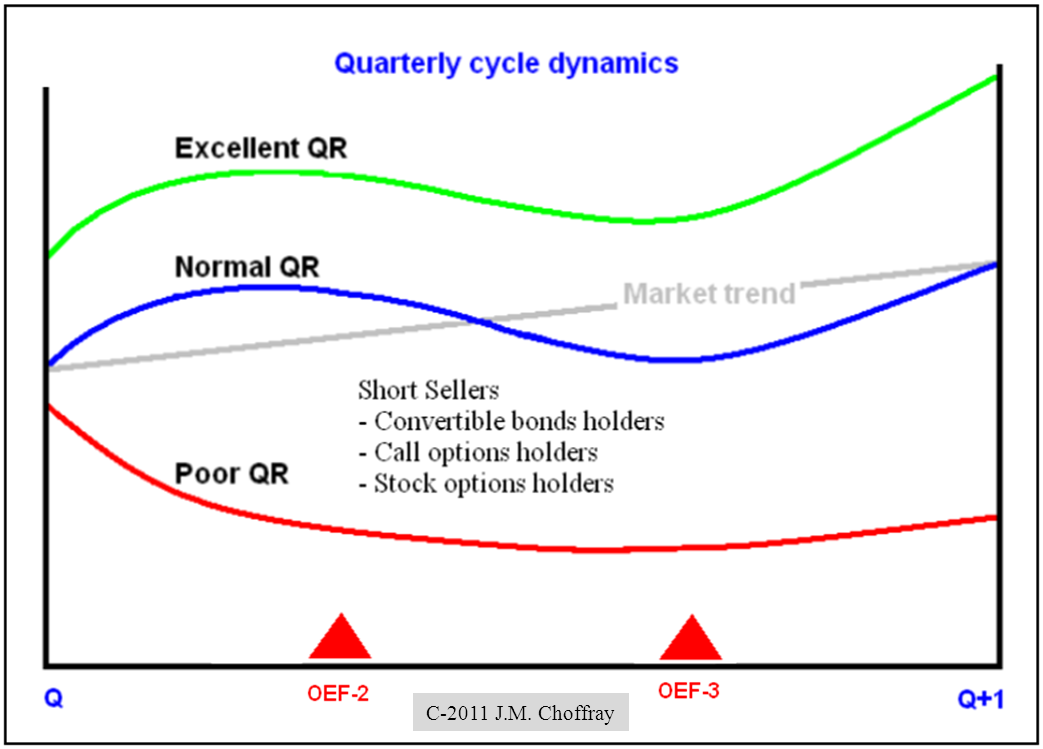 Quarterly cycle dynamics
Excellent QR
Normal QR
Market trend
Short Sellers
- Convertible bonds holders
- Call options holders
- Stock options holders
Poor QR
Q
OEF-2
OEF-3
Q+1
C-2011 J.M. Choffray